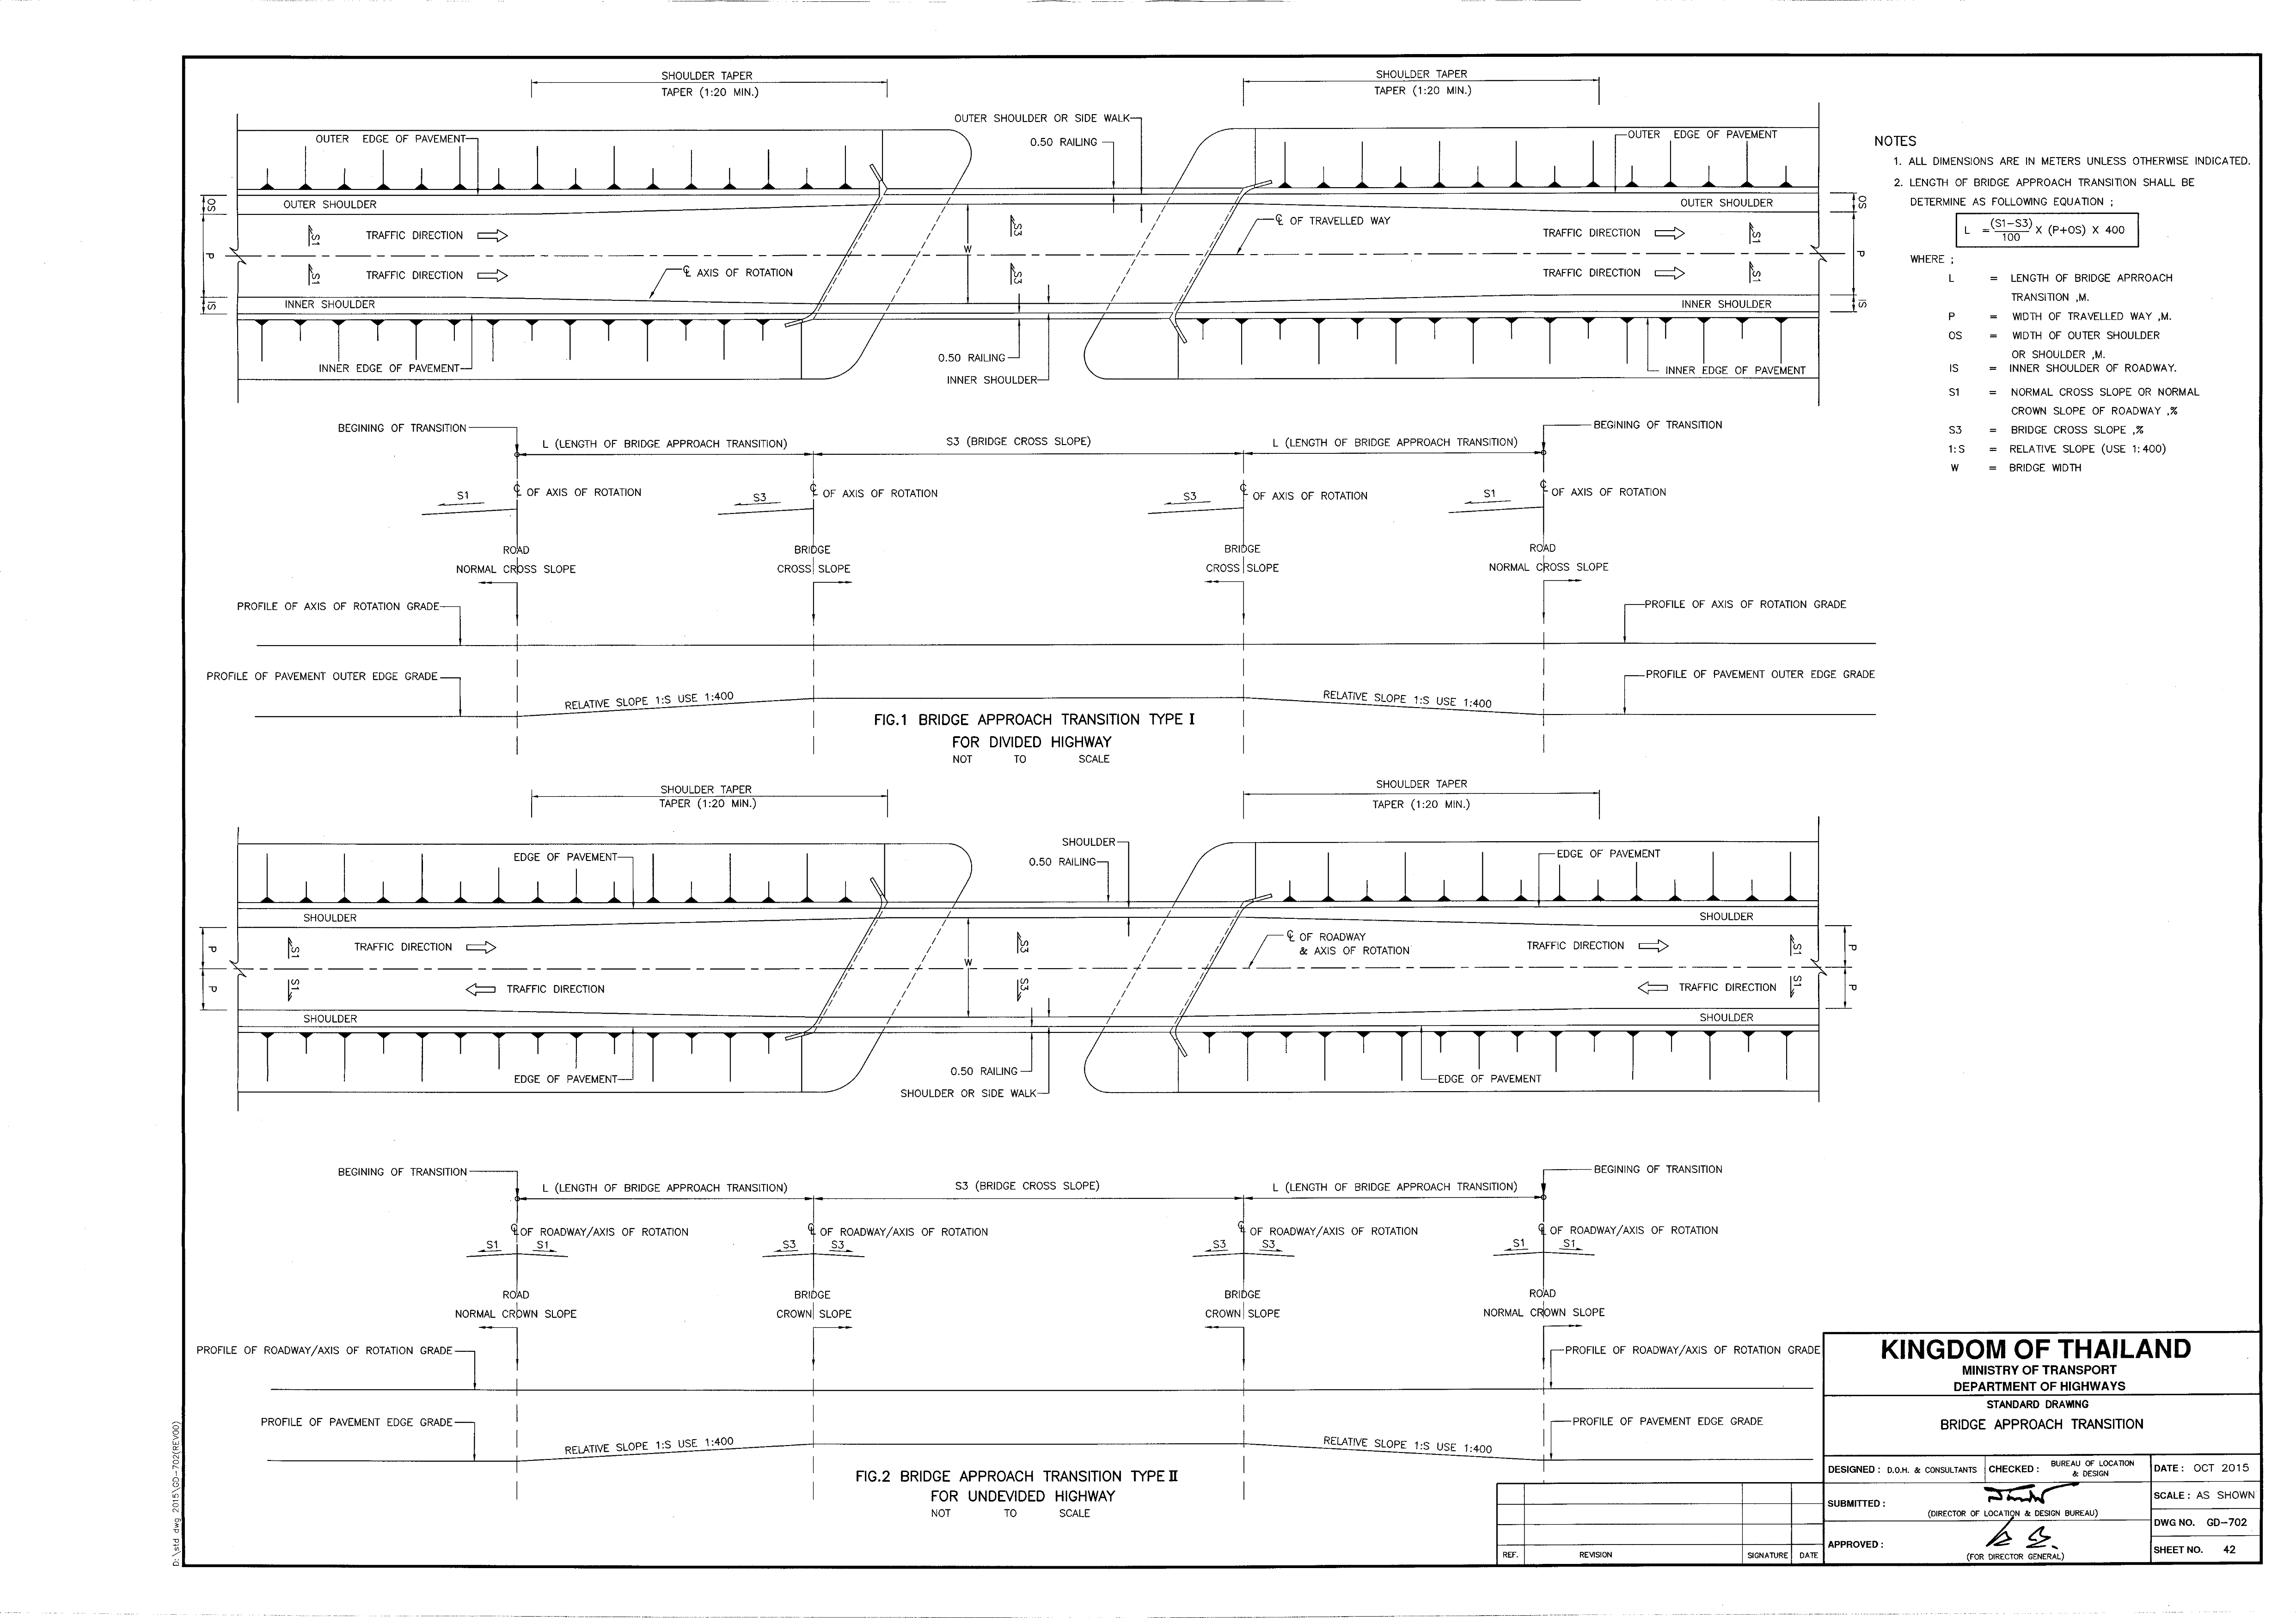 SHOULDER TAPER
TAPER (1:20 MIN.)
SHOULDER TAPER
TAPER (1:20 MIN.)
OUTER SHOULDER OR SIDE WALK
0.50 RAILING
OUTER EDGE OF PAVEMENT
OUTER EDGE OF PAVEMENT
OS
OUTER SHOULDER
OUTER SHOULDER
OS
S1
TRAFFIC DIRECTION
S3
℄ OF TRAVELLED WAY
TRAFFIC DIRECTION
S1
P
W
P
S1
TRAFFIC DIRECTION
℄ AXIS OF ROTATION
S3
TRAFFIC DIRECTION
S1
IS
INNER SHOULDER
INNER SHOULDER
IS
0.50 RAILING
INNER EDGE OF PAVEMENT
INNER SHOULDER
INNER EDGE OF PAVEMENT
BEGINING OF TRANSITION
L (LENGTH OF BRIDGE APPROACH TRANSITION)
S3 (BRIDGE CROSS SLOPE)
L (LENGTH OF BRIDGE APPROACH TRANSITION)
BEGINING OF TRANSITION
S1
℄ OF AXIS OF ROTATION
S3
℄ OF AXIS OF ROTATION
S3
℄ OF AXIS OF ROTATION
S1
℄ OF AXIS OF ROTATION
ROAD
NORMAL CROSS SLOPE
BRIDGE
CROSS SLOPE
BRIDGE
CROSS SLOPE
ROAD
NORMAL CROSS SLOPE
PROFILE OF AXIS OF ROTATION GRADE
PROFILE OF AXIS OF ROTATION GRADE
PROFILE OF PAVEMENT OUTER EDGE GRADE
PROFILE OF PAVEMENT OUTER EDGE GRADE
RELATIVE SLOPE 1:S USE 1:400
RELATIVE SLOPE 1:S USE 1:400
FIG.1 BRIDGE APPROACH TRANSITION TYPE I
FOR DIVIDED HIGHWAY
NOT TO SCALE
NOTES
1. ALL DIMENSIONS ARE IN METERS UNLESS OTHERWISE INDICATED.
2. LENGTH OF BRIDGE APPROACH TRANSITION SHALL BE
DETERMINE AS FOLLOWING EQUATION ;
L = (S1-S3)/100 X (P+OS) X 400
WHERE ;
L = LENGTH OF BRIDGE APRROACH
TRANSITION ,M.
P = WIDTH OF TRAVELLED WAY ,M.
OS = WIDTH OF OUTER SHOULDER
OR SHOULDER ,M.
IS = INNER SHOULDER OF ROADWAY.
S1 = NORMAL CROSS SLOPE OR NORMAL
CROWN SLOPE OF ROADWAY ,%
S3 = BRIDGE CROSS SLOPE ,%
1:S = RELATIVE SLOPE (USE 1:400)
W = BRIDGE WIDTH
SHOULDER TAPER
TAPER (1:20 MIN.)
SHOULDER TAPER
TAPER (1:20 MIN.)
SHOULDER
0.50 RAILING
EDGE OF PAVEMENT
EDGE OF PAVEMENT
SHOULDER
SHOULDER
P
S1
TRAFFIC DIRECTION
S3
℄ OF ROADWAY
& AXIS OF ROTATION
TRAFFIC DIRECTION
S1
P
W
P
S1
TRAFFIC DIRECTION
S3
TRAFFIC DIRECTION
S1
P
SHOULDER
SHOULDER
0.50 RAILING
EDGE OF PAVEMENT
EDGE OF PAVEMENT
SHOULDER OR SIDE WALK
BEGINING OF TRANSITION
L (LENGTH OF BRIDGE APPROACH TRANSITION)
S3 (BRIDGE CROSS SLOPE)
L (LENGTH OF BRIDGE APPROACH TRANSITION)
BEGINING OF TRANSITION
℄ OF ROADWAY/AXIS OF ROTATION
S1 S1
℄ OF ROADWAY/AXIS OF ROTATION
S3 S3
℄ OF ROADWAY/AXIS OF ROTATION
S3 S3
℄ OF ROADWAY/AXIS OF ROTATION
S1 S1
ROAD
NORMAL CROWN SLOPE
BRIDGE
CROWN SLOPE
BRIDGE
CROWN SLOPE
ROAD
NORMAL CROWN SLOPE
PROFILE OF ROADWAY/AXIS OF ROTATION GRADE
PROFILE OF ROADWAY/AXIS OF ROTATION GRADE
PROFILE OF PAVEMENT EDGE GRADE
PROFILE OF PAVEMENT EDGE GRADE
RELATIVE SLOPE 1:S USE 1:400
RELATIVE SLOPE 1:S USE 1:400
FIG.2 BRIDGE APPROACH TRANSITION TYPE II
FOR UNDEVIDED HIGHWAY
NOT TO SCALE
D:\std dwg 2015\GD-702(REV00)
REF. REVISION SIGNATURE DATE
KINGDOM OF THAILAND
MINISTRY OF TRANSPORT
DEPARTMENT OF HIGHWAYS
STANDARD DRAWING
BRIDGE APPROACH TRANSITION
DESIGNED : D.O.H. & CONSULTANTS
CHECKED : BUREAU OF LOCATION
& DESIGN
DATE : OCT 2015
SUBMITTED :
(DIRECTOR OF LOCATION & DESIGN BUREAU)
SCALE : AS SHOWN
DWG NO. GD-702
APPROVED :
(FOR DIRECTOR GENERAL)
SHEET NO. 42